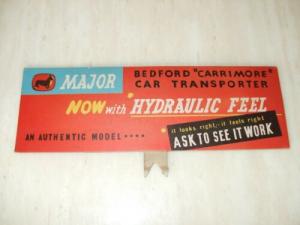 MAJOR
BEDFORD "CARRIMORE"
CAR TRANSPORTER
NOW with HYDRAULIC FEEL
AN AUTHENTIC MODEL ••••
it looks right,- it feels right
ASK TO SEE IT WORK